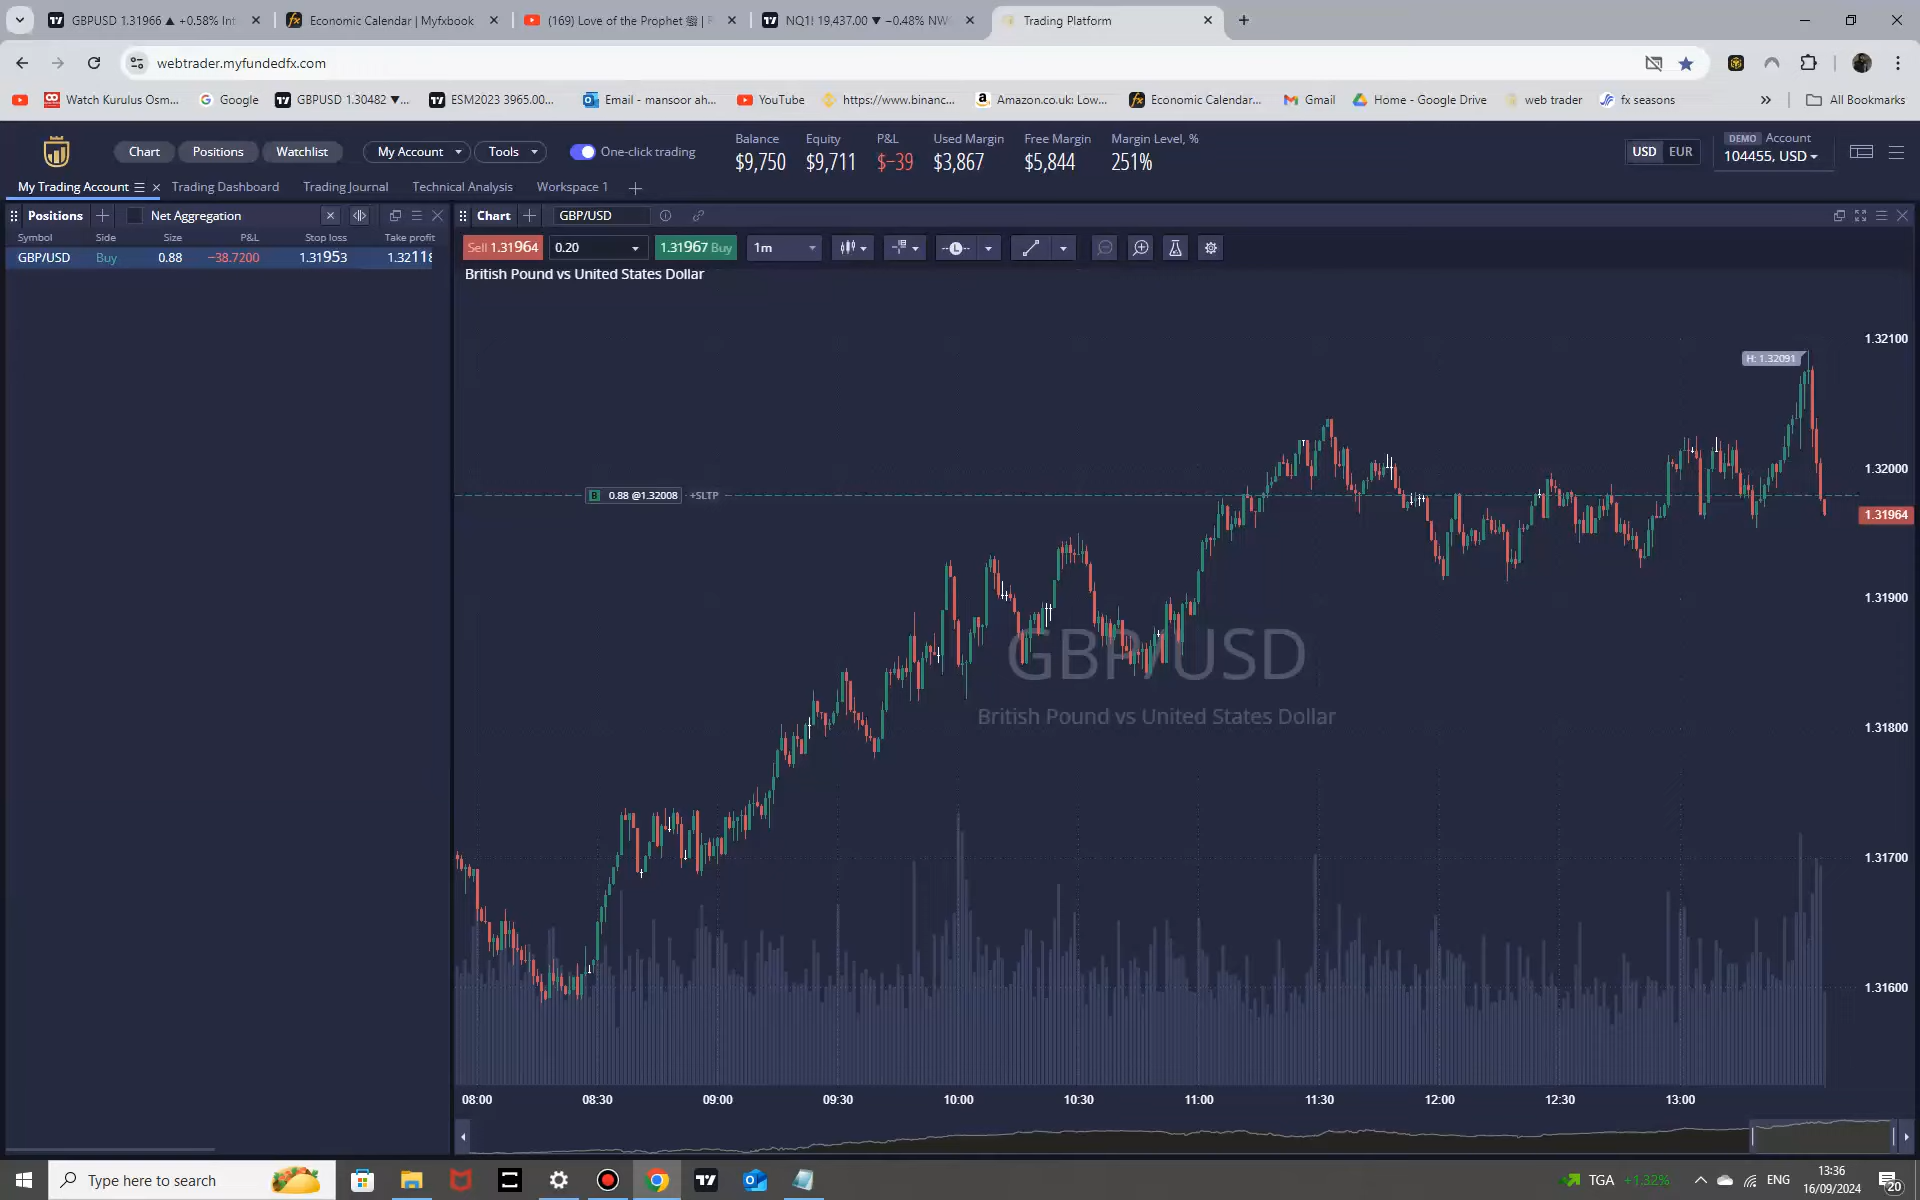 GBPUSD 1.31966 ▲ +0.58% Int
Economic Calendar | Myfxbook
(169) Love of the Prophet ﷺ | R
NQ1! 19,437.00 ▼ −0.48% NW
Trading Platform
webtrader.myfundedfx.com
Watch Kurulus Osm...
Google
GBPUSD 1.30482 ▼...
ESM2023 3965.00...
Email - mansoor ah...
YouTube
https://www.binanc...
Amazon.co.uk: Low...
Economic Calendar...
Gmail
Home - Google Drive
web trader
fx seasons
All Bookmarks
Chart
Positions
Watchlist
My Account
Tools
One-click trading
Balance
$9,750
Equity
$9,711
P&L
$−39
Used Margin
$3,867
Free Margin
$5,844
Margin Level, %
251%
USD EUR
DEMO Account
104455, USD
My Trading Account
Trading Dashboard
Trading Journal
Technical Analysis
Workspace 1
Positions
Net Aggregation
Symbol Side Size P&L Stop loss Take profit
GBP/USD Buy 0.88 −38.7200 1.31953 1.32118
Chart
GBP/USD
Sell 1.31964
0.20
1.31967 Buy
1m
British Pound vs United States Dollar
H: 1.32091
B 0.88 @1.32008 +SLTP
GBP/USD
British Pound vs United States Dollar
1.32100
1.32000
1.31964
1.31900
1.31800
1.31700
1.31600
08:00 08:30 09:00 09:30 10:00 10:30 11:00 11:30 12:00 12:30 13:00
Type here to search
TGA +1.32%
ENG
13:36
16/09/2024
20